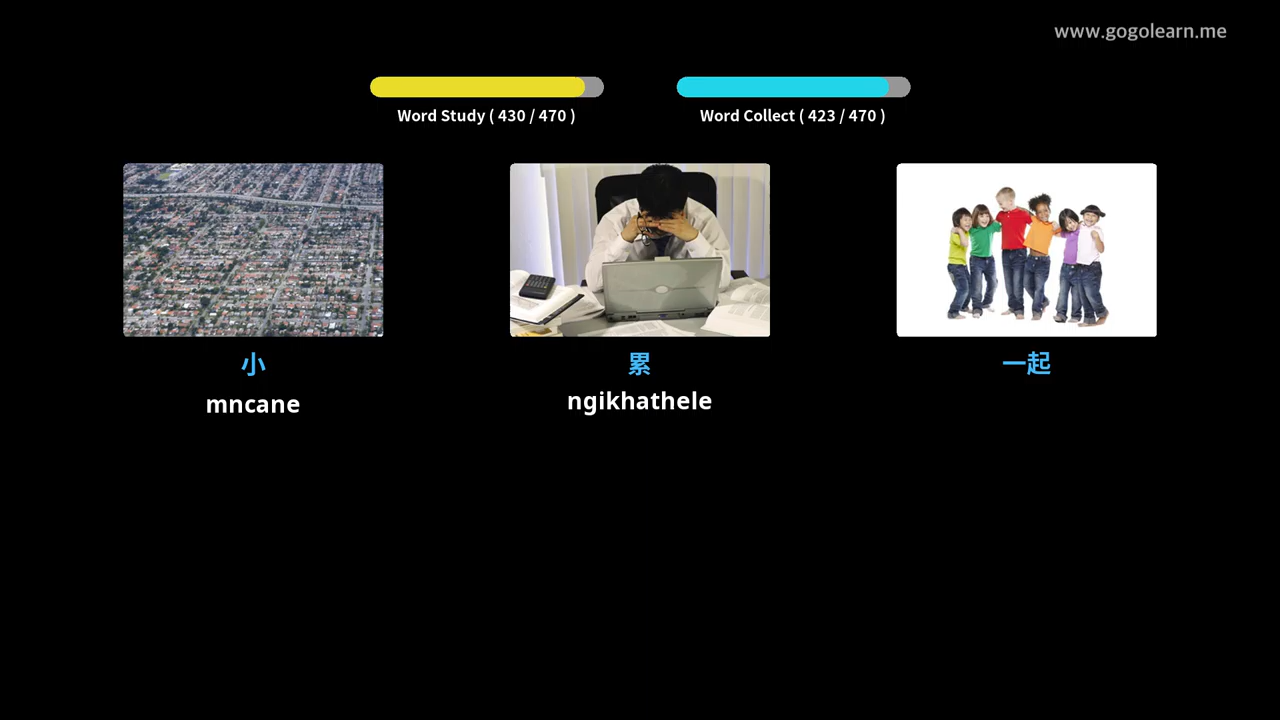 www.gogolearn.me
Word Study ( 430 / 470 )
Word Collect ( 423 / 470 )
小
mncane
累
ngikhathele
一起